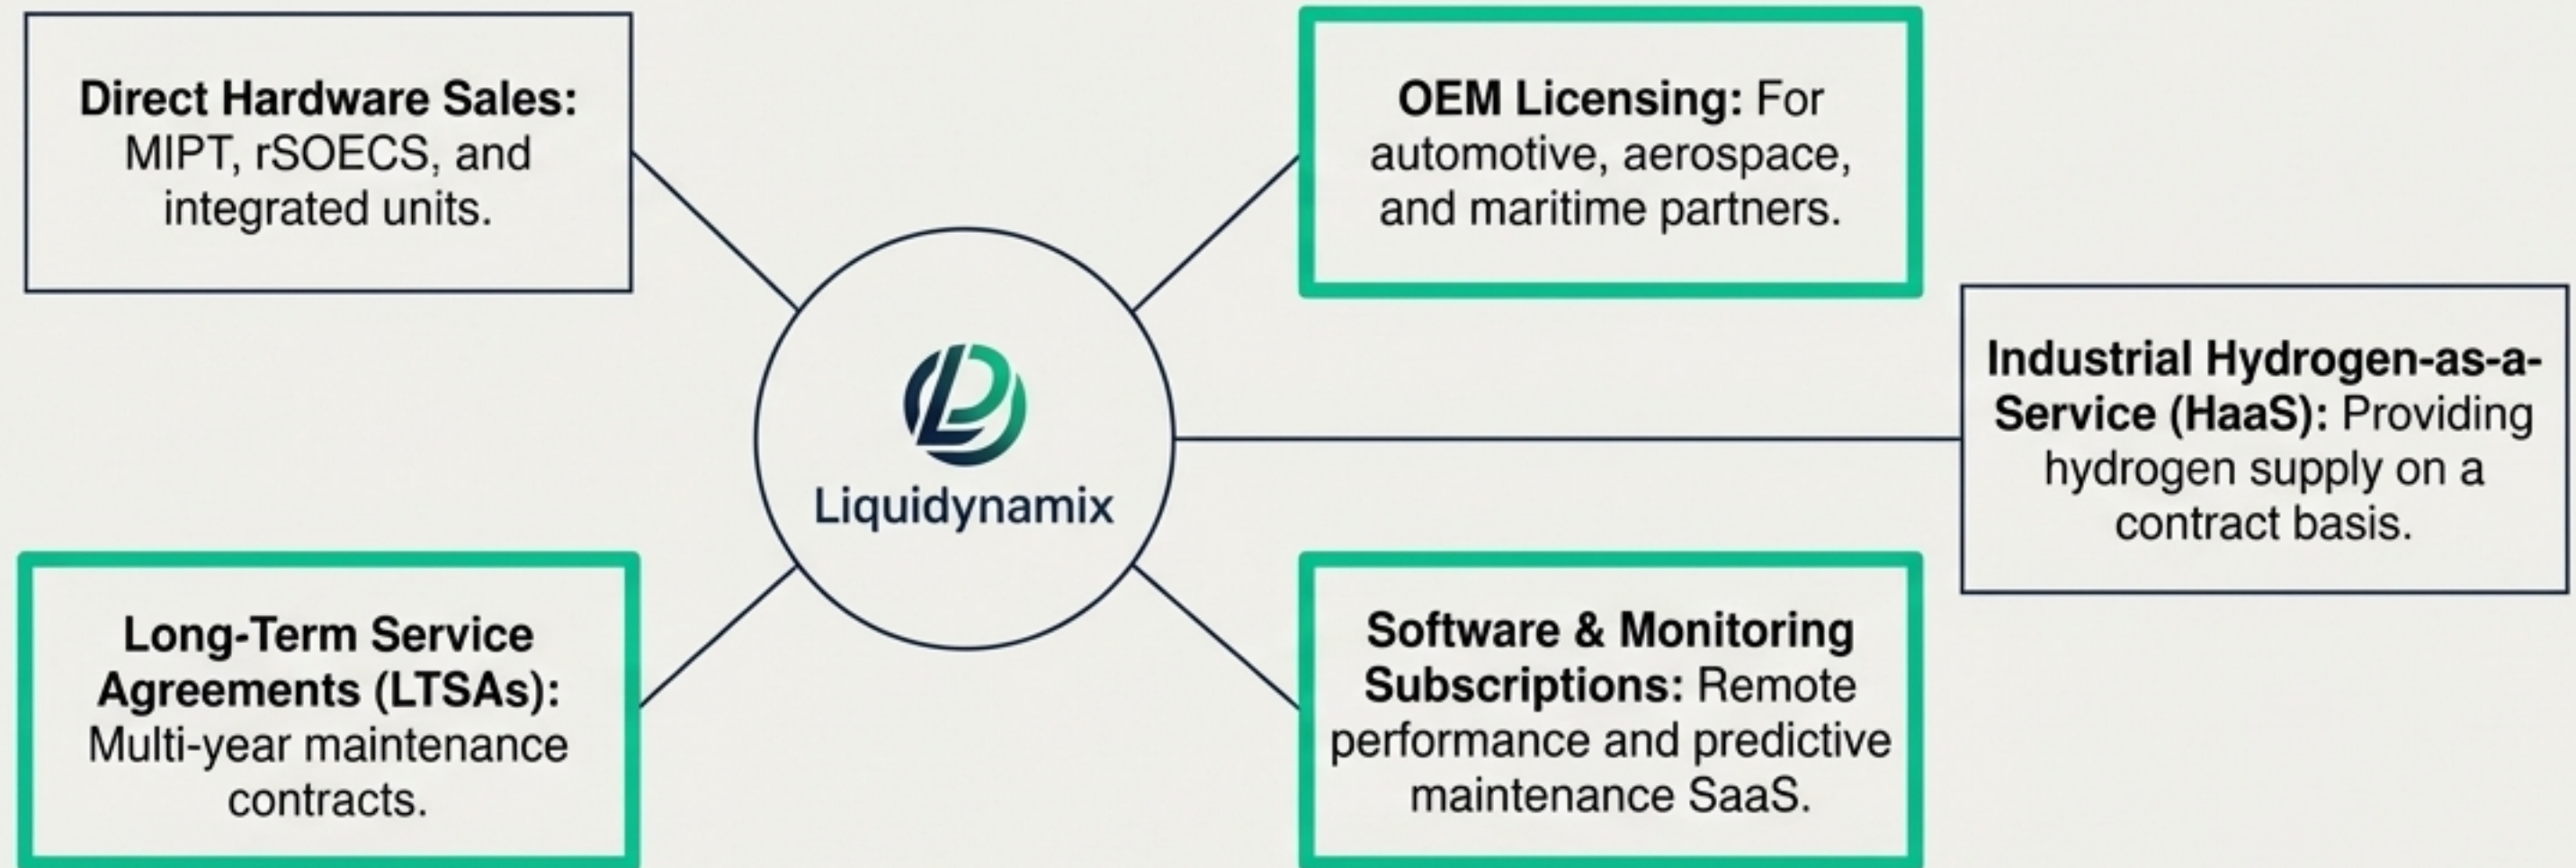 Direct Hardware Sales:
MIPT, rSOECS, and
integrated units.
OEM Licensing: For
automotive, aerospace,
and maritime partners.
Liquidynamix
Industrial Hydrogen-as-a-
Service (HaaS): Providing
hydrogen supply on a
contract basis.
Long-Term Service
Agreements (LTSAs):
Multi-year maintenance
contracts.
Software & Monitoring
Subscriptions: Remote
performance and predictive
maintenance SaaS.